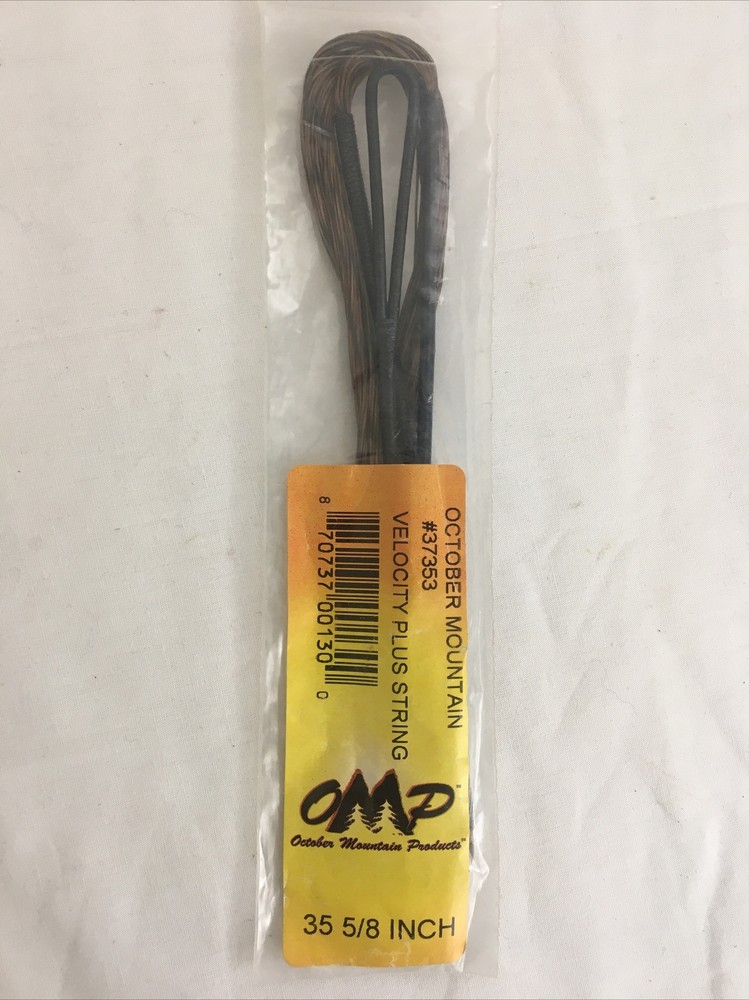 OCTOBER MOUNTAIN
#37353
VELOCITY PLUS STRING
8 70737 00130 0
OMP
October Mountain Products
35 5/8 INCH